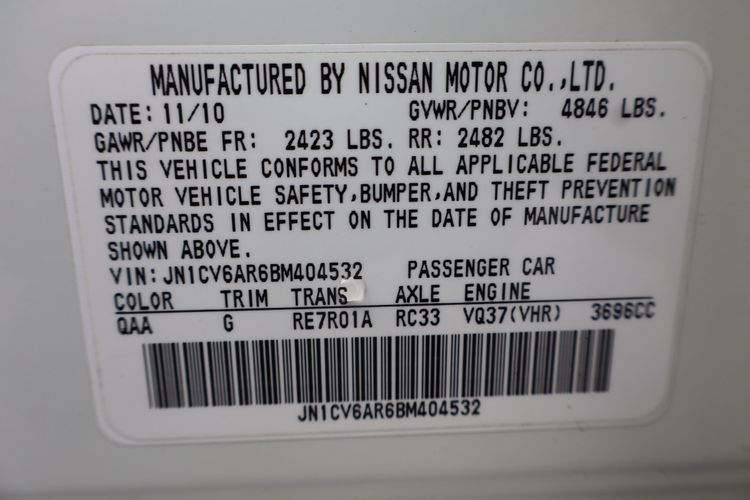 MANUFACTURED BY NISSAN MOTOR CO.,LTD.
DATE: 11/10 GVWR/PNBV: 4846 LBS.
GAWR/PNBE FR: 2423 LBS. RR: 2482 LBS.
THIS VEHICLE CONFORMS TO ALL APPLICABLE FEDERAL
MOTOR VEHICLE SAFETY,BUMPER,AND THEFT PREVENTION
STANDARDS IN EFFECT ON THE DATE OF MANUFACTURE
SHOWN ABOVE.
VIN: JN1CV6AR6BM404532 PASSENGER CAR
COLOR TRIM TRANS AXLE ENGINE
QAA G RE7R01A RC33 VQ37(VHR) 3696CC
JN1CV6AR6BM404532